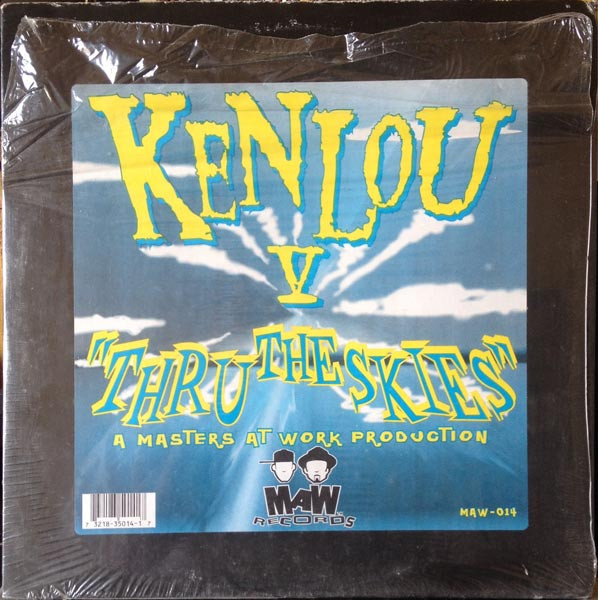 KENLOU
V
"THRU THE SKIES"
A MASTERS AT WORK PRODUCTION
MAW
RECORDS
MAW-014
7 3218-35014-1 7